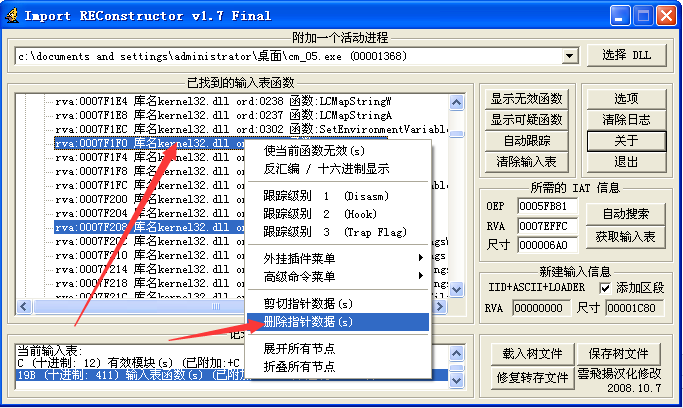 Import REConstructor v1.7 Final
附加一个活动进程
c:\documents and settings\administrator\桌面\cm_05.exe (00001368)
选择 DLL
已找到的输入表函数
rva:0007F1E4 库名kernel32.dll ord:0238 函数:LCMapStringW
rva:0007F1E8 库名kernel32.dll ord:0237 函数:LCMapStringA
rva:0007F1EC 库名kernel32.dll ord:0302 函数:SetEnvironmentVariabl
rva:0007F1F0 库名kernel32.dll
rva:0007F1F4 库名kernel32.dll
rva:0007F1F8 库名kernel32.dll
rva:0007F1FC 库名kernel32.dll
rva:0007F200 库名kernel32.dll
rva:0007F204 库名kernel32.dll
rva:0007F208 库名kernel32.dll
库名kernel32.dll
rva:0007F210 库名kernel32.dll
rva:0007F214 库名kernel32.dll
rva:0007F218 库名kernel32.dll
库名kernel32.dll
使当前函数无效(s)
反汇编 / 十六进制显示
跟踪级别 1 (Disasm)
跟踪级别 2 (Hook)
跟踪级别 3 (Trap Flag)
外挂插件菜单
高级命令菜单
剪切指针数据(s)
删除指针数据(s)
展开所有节点
折叠所有节点
显示无效函数
显示可疑函数
自动跟踪
清除输入表
选项
清除日志
关于
退出
所需的 IAT 信息
OEP 0005FB81
RVA 0007EFFC
尺寸 000006A0
自动搜索
获取输入表
新建输入信息
IID+ASCII+LOADER 添加区段
RVA 00000000 尺寸 00001C80
当前输入表:
C (十进制: 12) 有效模块(s) (已附加:+C
19B (十进制: 411) 输入表函数(s) (已附加:
载入树文件
保存树文件
修复转存文件
雲飛揚汉化修改
2008.10.7